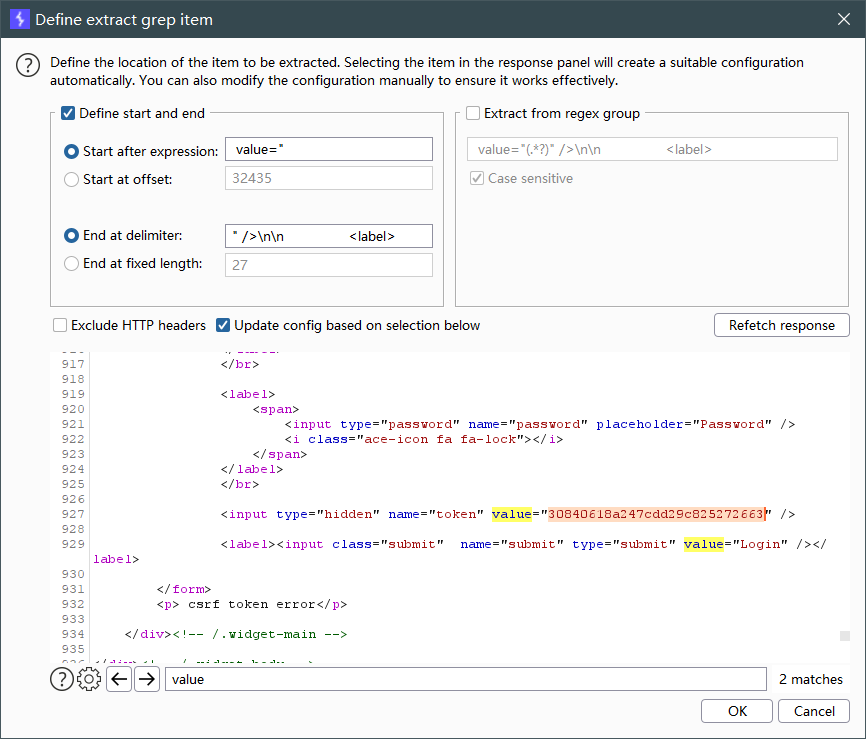 Define extract grep item
Define the location of the item to be extracted. Selecting the item in the response panel will create a suitable configuration
automatically. You can also modify the configuration manually to ensure it works effectively.
Define start and end
Start after expression: value="
Start at offset: 32435
End at delimiter: " />\n\n                <label>
End at fixed length: 27
Extract from regex group
value="(.*?)" />\n\n                <label>
Case sensitive
Exclude HTTP headers
Update config based on selection below
Refetch response
917 </br>
918
919 <label>
920 <span>
921 <input type="password" name="password" placeholder="Password" />
922 <i class="ace-icon fa fa-lock"></i>
923 </span>
924 </label>
925 </br>
926
927 <input type="hidden" name="token" value="30840618a247cdd29c825272663" />
928
929 <label><input class="submit"  name="submit" type="submit" value="Login" /></
label>
930
931 </form>
932 <p> csrf token error</p>
933
934 </div><!-- /.widget-main -->
935
value
2 matches
OK
Cancel